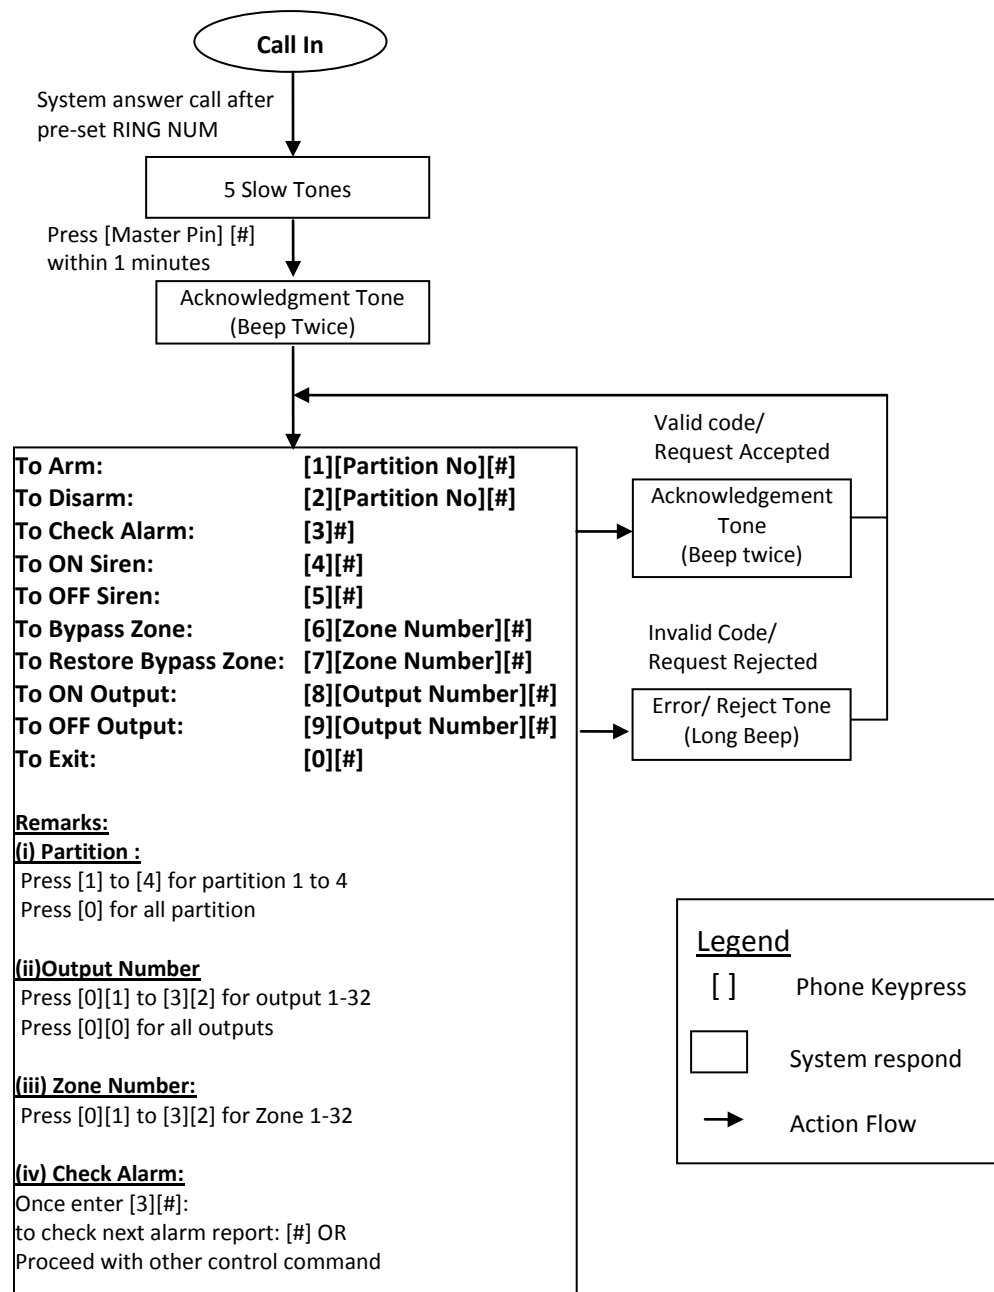 Call In
System answer call after
pre-set RING NUM
5 Slow Tones
Press [Master Pin] [#]
within 1 minutes
Acknowledgment Tone
(Beep Twice)
Valid code/
Request Accepted
Acknowledgement
Tone
(Beep twice)
Invalid Code/
Request Rejected
Error/ Reject Tone
(Long Beep)
To Arm: [1][Partition No][#]
To Disarm: [2][Partition No][#]
To Check Alarm: [3]#]
To ON Siren: [4][#]
To OFF Siren: [5][#]
To Bypass Zone: [6][Zone Number][#]
To Restore Bypass Zone: [7][Zone Number][#]
To ON Output: [8][Output Number][#]
To OFF Output: [9][Output Number][#]
To Exit: [0][#]
Remarks:
(i) Partition :
Press [1] to [4] for partition 1 to 4
Press [0] for all partition
(ii)Output Number
Press [0][1] to [3][2] for output 1-32
Press [0][0] for all outputs
(iii) Zone Number:
Press [0][1] to [3][2] for Zone 1-32
(iv) Check Alarm:
Once enter [3][#]:
to check next alarm report: [#] OR
Proceed with other control command
Legend
[ ] Phone Keypress
System respond
Action Flow